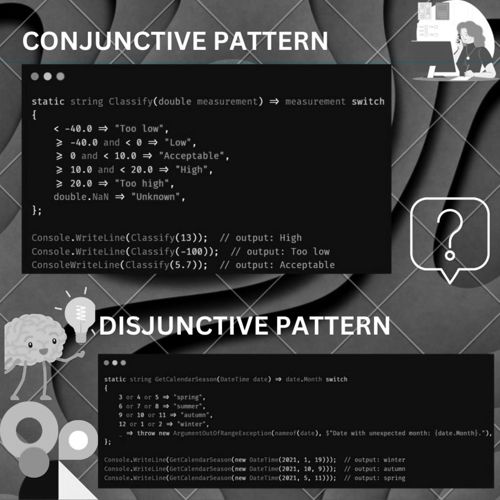 CONJUNCTIVE PATTERN
static string Classify(double measurement) => measurement switch
{
< -40.0 => "Too low",
>= -40.0 and < 0 => "Low",
>= 0 and < 10.0 => "Acceptable",
>= 10.0 and < 20.0 => "High",
>= 20.0 => "Too high",
double.NaN => "Unknown",
};
Console.WriteLine(Classify(13)); // output: High
Console.WriteLine(Classify(-100)); // output: Too low
ConsoleWriteLine(Classify(5.7)); // output: Acceptable
?
DISJUNCTIVE PATTERN
static string GetCalendarSeason(DateTime date) => date.Month switch
{
3 or 4 or 5 => "spring",
6 or 7 or 8 => "summer",
9 or 10 or 11 => "autumn",
12 or 1 or 2 => "winter",
_ => throw new ArgumentOutOfRangeException(nameof(date), $"Date with unexpected month: {date.Month}."),
};
Console.WriteLine(GetCalendarSeason(new DateTime(2021, 1, 19))); // output: winter
Console.WriteLine(GetCalendarSeason(new DateTime(2021, 10, 9))); // output: autumn
Console.WriteLine(GetCalendarSeason(new DateTime(2021, 5, 11))); // output: spring